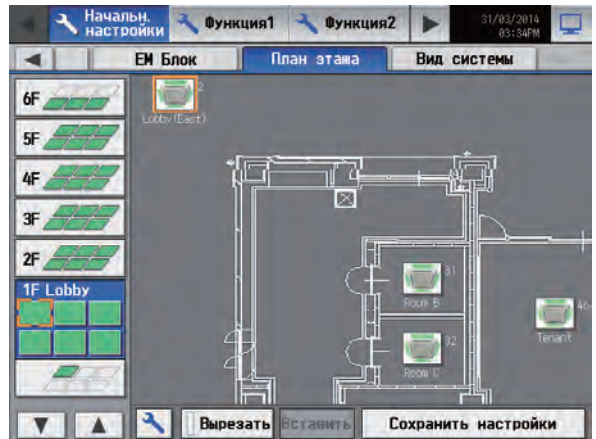 Начальн.
настройки
Функция1
Функция2
31/03/2014
03:34PM
ЕМ Блок
План этажа
Вид системы
6F
2
Lobby(East)
5F
4F
3F
2F
31
Room B
1F Lobby
46-
Tenant
32
Room C
Вырезать
Вставить
Сохранить настройки